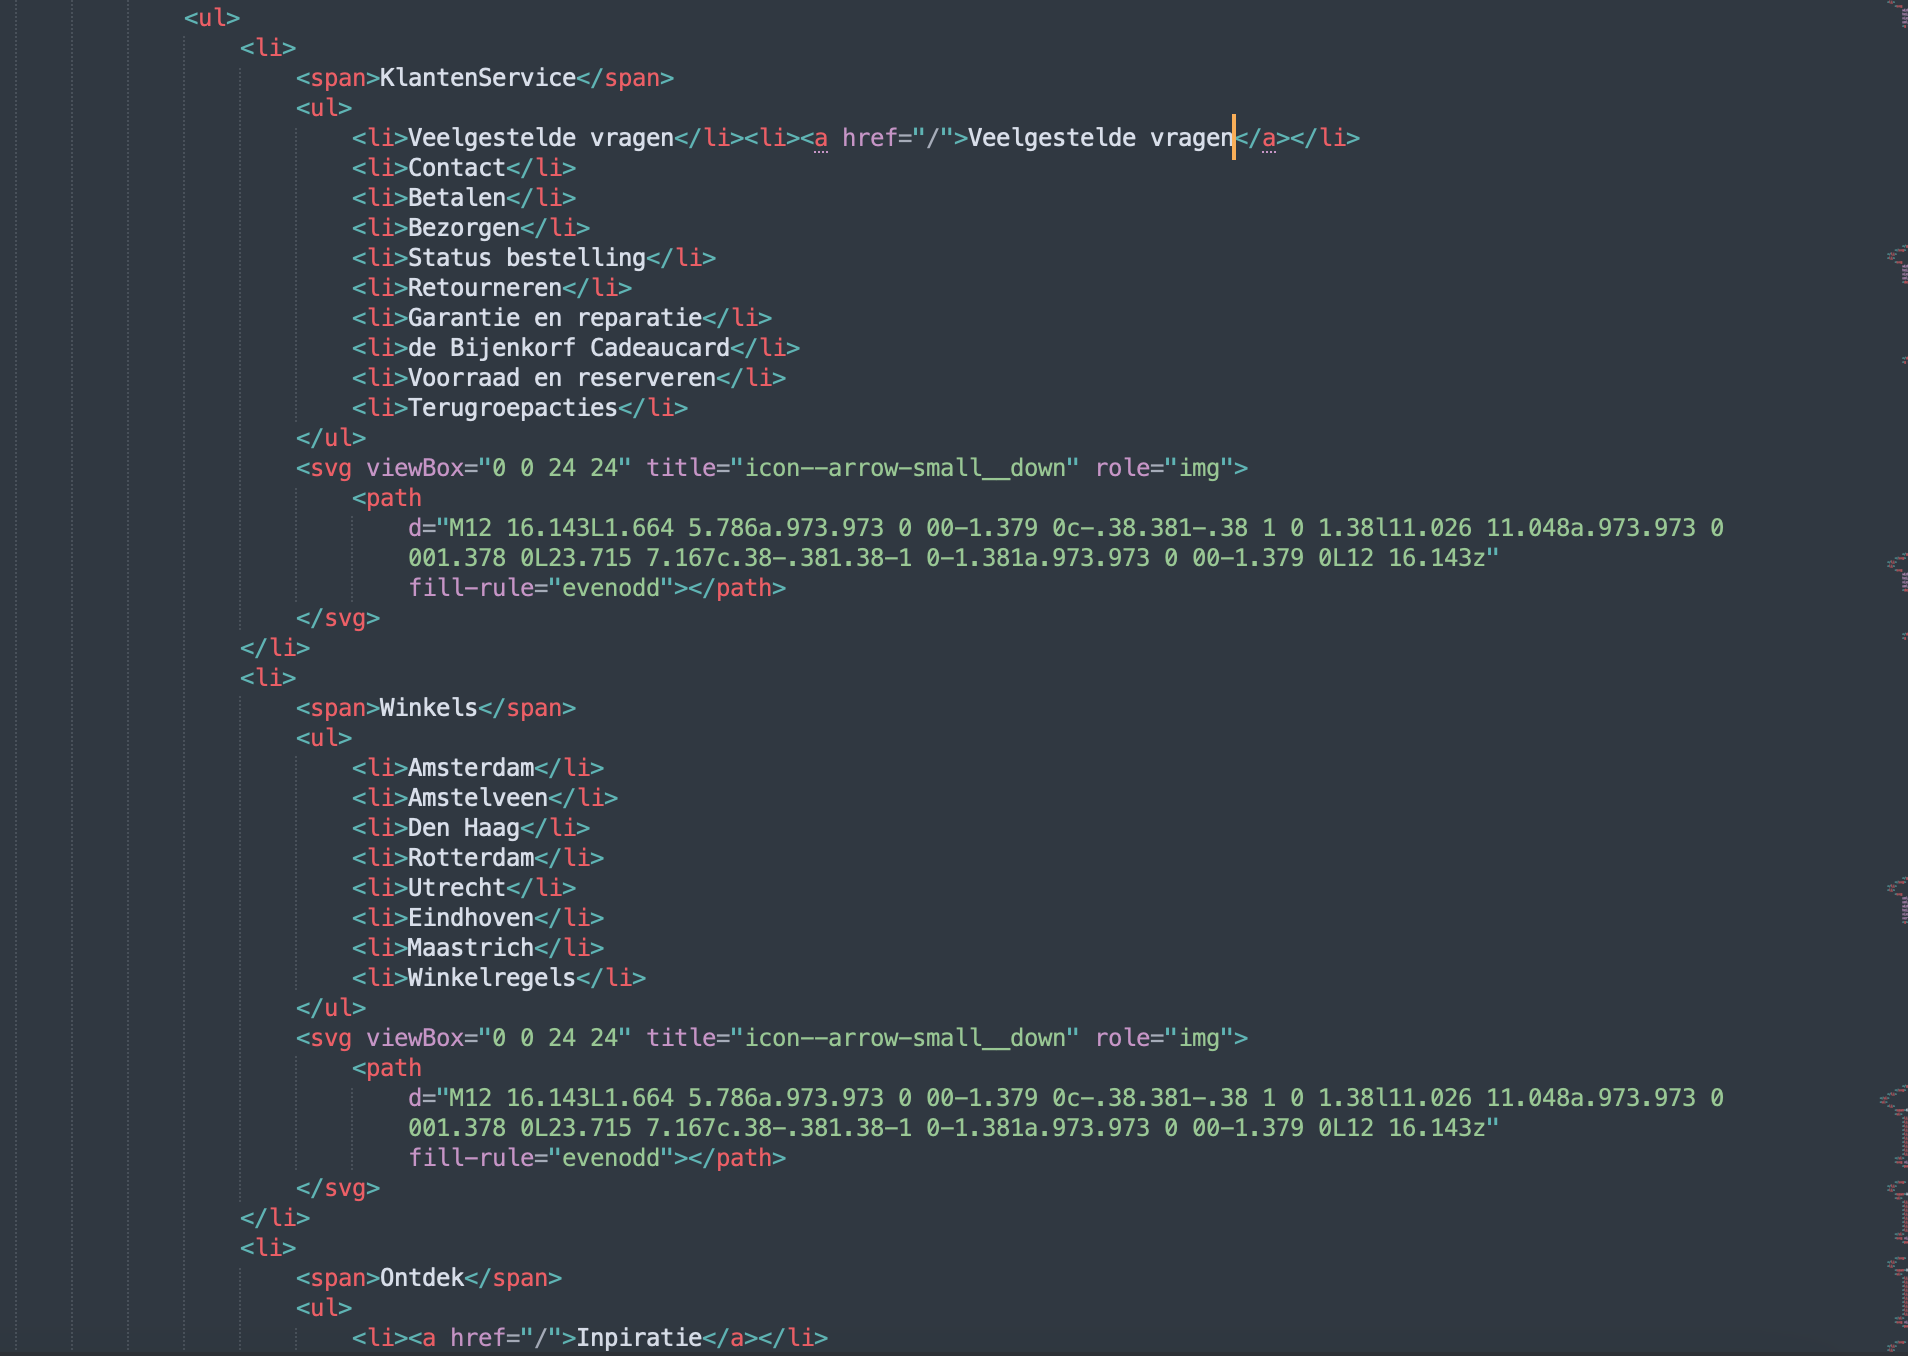 <ul>
<li>
<span>KlantenService</span>
<ul>
<li>Veelgestelde vragen</li><li><a href="/">Veelgestelde vragen</a></li>
<li>Contact</li>
<li>Betalen</li>
<li>Bezorgen</li>
<li>Status bestelling</li>
<li>Retourneren</li>
<li>Garantie en reparatie</li>
<li>de Bijenkorf Cadeaucard</li>
<li>Voorraad en reserveren</li>
<li>Terugroepacties</li>
</ul>
<svg viewBox="0 0 24 24" title="icon--arrow-small__down" role="img">
<path
d="M12 16.143L1.664 5.786a.973.973 0 00-1.379 0c-.38.381-.38 1 0 1.38l11.026 11.048a.973.973 0
001.378 0L23.715 7.167c.38-.381.38-1 0-1.381a.973.973 0 00-1.379 0L12 16.143z"
fill-rule="evenodd"></path>
</svg>
</li>
<li>
<span>Winkels</span>
<ul>
<li>Amsterdam</li>
<li>Amstelveen</li>
<li>Den Haag</li>
<li>Rotterdam</li>
<li>Utrecht</li>
<li>Eindhoven</li>
<li>Maastrich</li>
<li>Winkelregels</li>
</ul>
<svg viewBox="0 0 24 24" title="icon--arrow-small__down" role="img">
<path
d="M12 16.143L1.664 5.786a.973.973 0 00-1.379 0c-.38.381-.38 1 0 1.38l11.026 11.048a.973.973 0
001.378 0L23.715 7.167c.38-.381.38-1 0-1.381a.973.973 0 00-1.379 0L12 16.143z"
fill-rule="evenodd"></path>
</svg>
</li>
<li>
<span>Ontdek</span>
<ul>
<li><a href="/">Inpiratie</a></li>